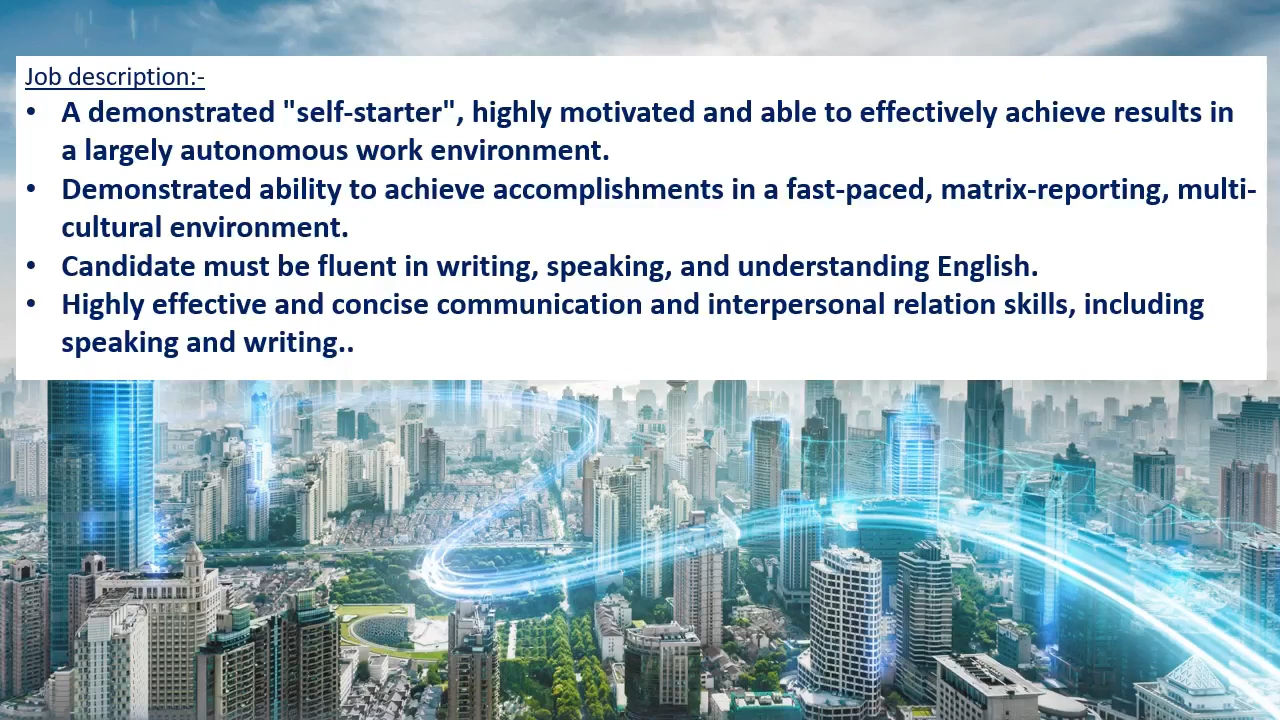 Job description:-
• A demonstrated "self-starter", highly motivated and able to effectively achieve results in
a largely autonomous work environment.
• Demonstrated ability to achieve accomplishments in a fast-paced, matrix-reporting, multi-
cultural environment.
• Candidate must be fluent in writing, speaking, and understanding English.
• Highly effective and concise communication and interpersonal relation skills, including
speaking and writing..